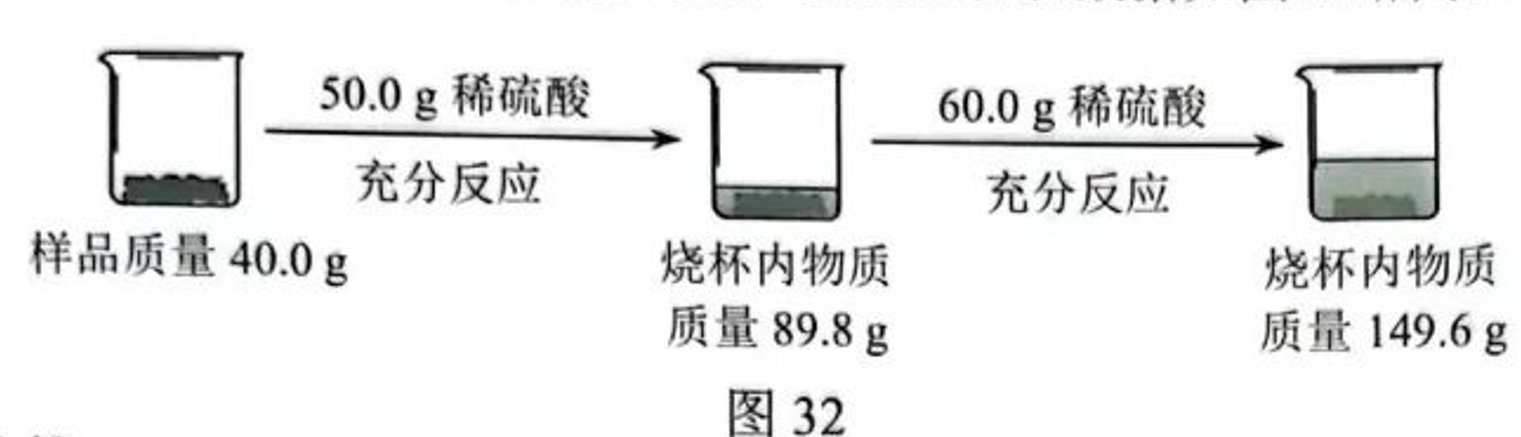 50.0 g 稀硫酸
充分反应
60.0 g 稀硫酸
充分反应
样品质量 40.0 g
烧杯内物质
质量 89.8 g
烧杯内物质
质量 149.6 g
图 32